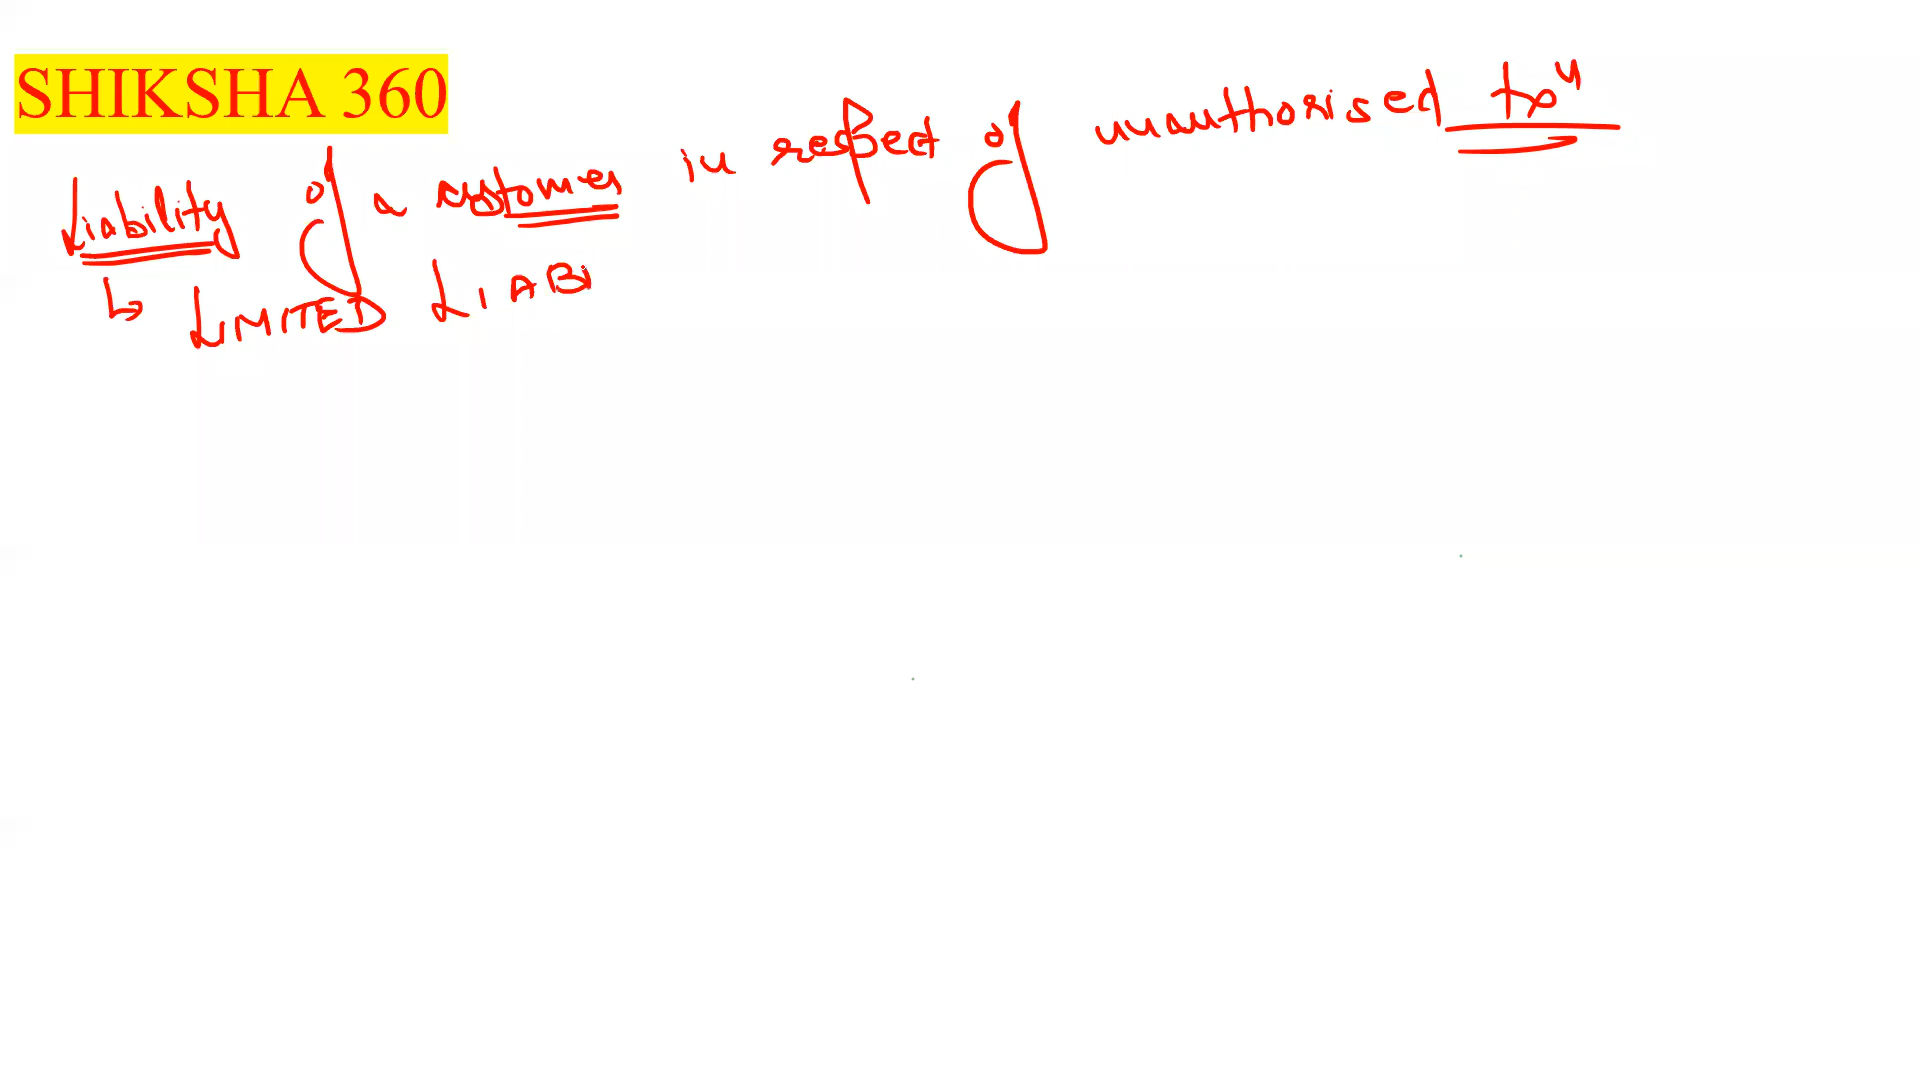 SHIKSHA 360
Liability of a customer in respect of unauthorised txn
↳ LIMITED LIABI